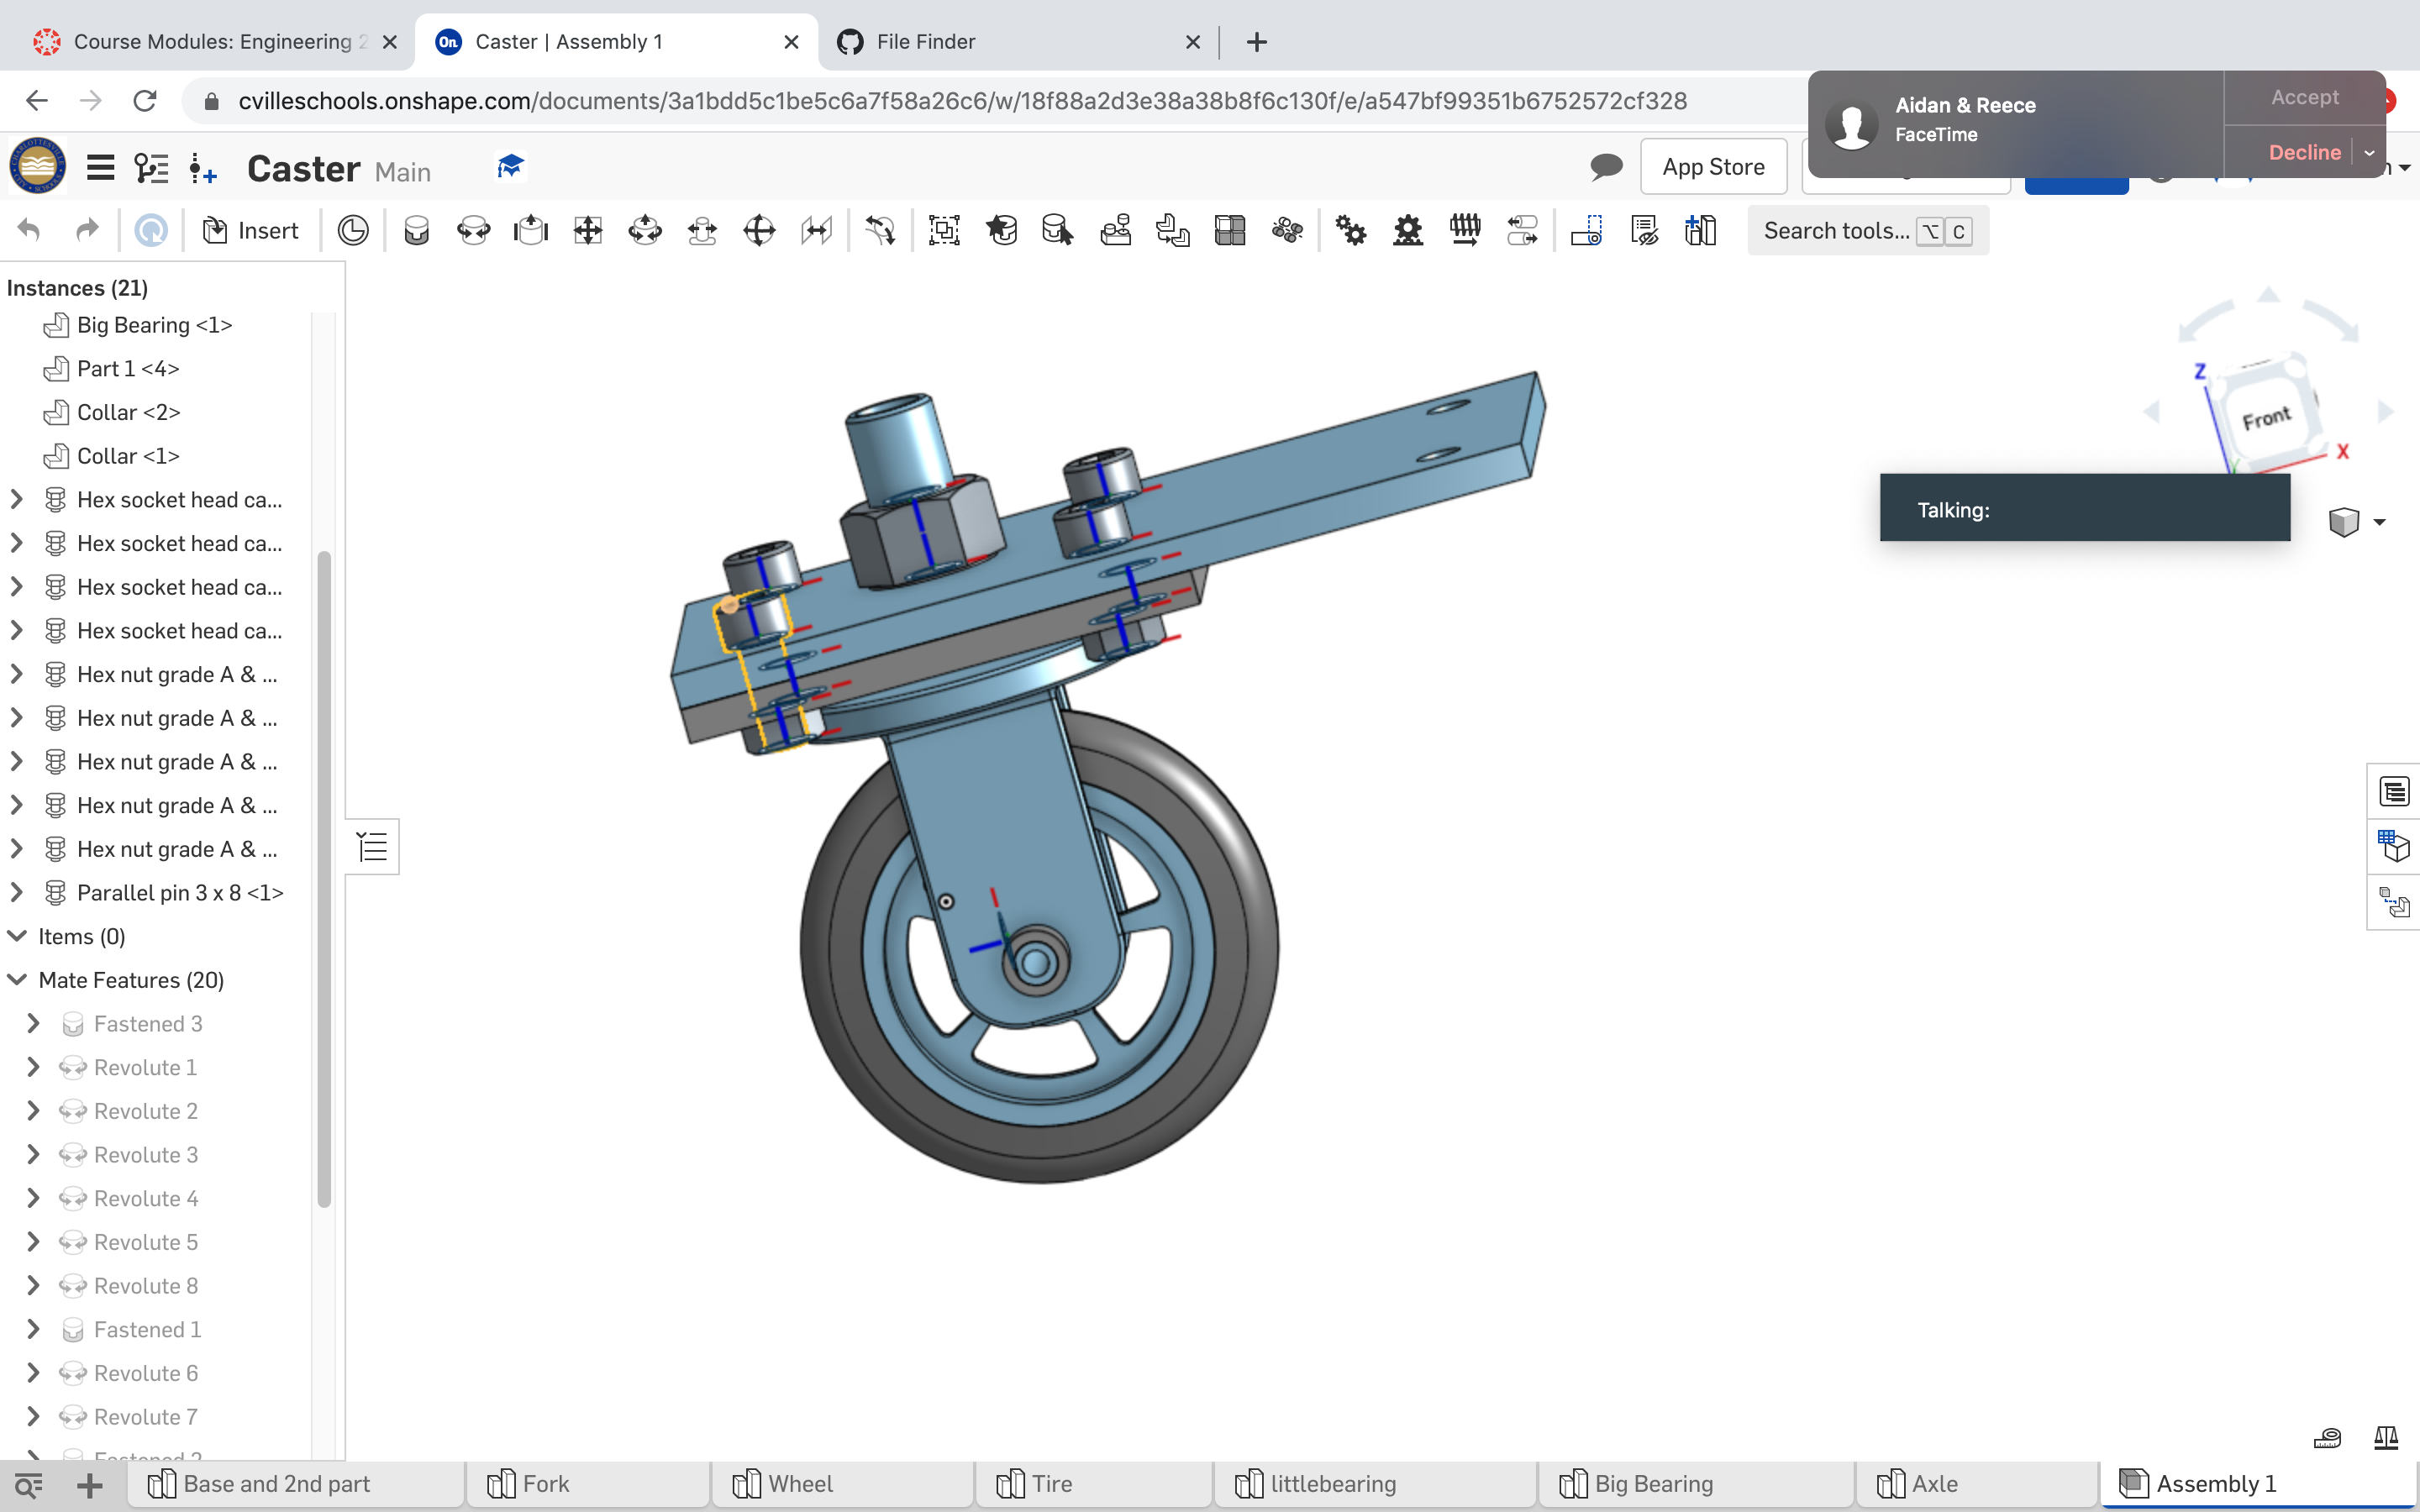 Course Modules: Engineering 2
Caster | Assembly 1
File Finder
cvilleschools.onshape.com/documents/3a1bdd5c1be5c6a7f58a26c6/w/18f88a2d3e38a38b8f6c130f/e/a547bf99351b6752572cf328
Aidan & Reece
FaceTime
Accept
Decline
Caster Main
App Store
Insert
Search tools... ⌥ C
Instances (21)
Big Bearing <1>
Part 1 <4>
Collar <2>
Collar <1>
Hex socket head ca...
Hex socket head ca...
Hex socket head ca...
Hex socket head ca...
Hex nut grade A & ...
Hex nut grade A & ...
Hex nut grade A & ...
Hex nut grade A & ...
Hex nut grade A & ...
Parallel pin 3 x 8 <1>
Items (0)
Mate Features (20)
Fastened 3
Revolute 1
Revolute 2
Revolute 3
Revolute 4
Revolute 5
Revolute 8
Fastened 1
Revolute 6
Revolute 7
Z
Front
X
Talking:
Base and 2nd part
Fork
Wheel
Tire
littlebearing
Big Bearing
Axle
Assembly 1